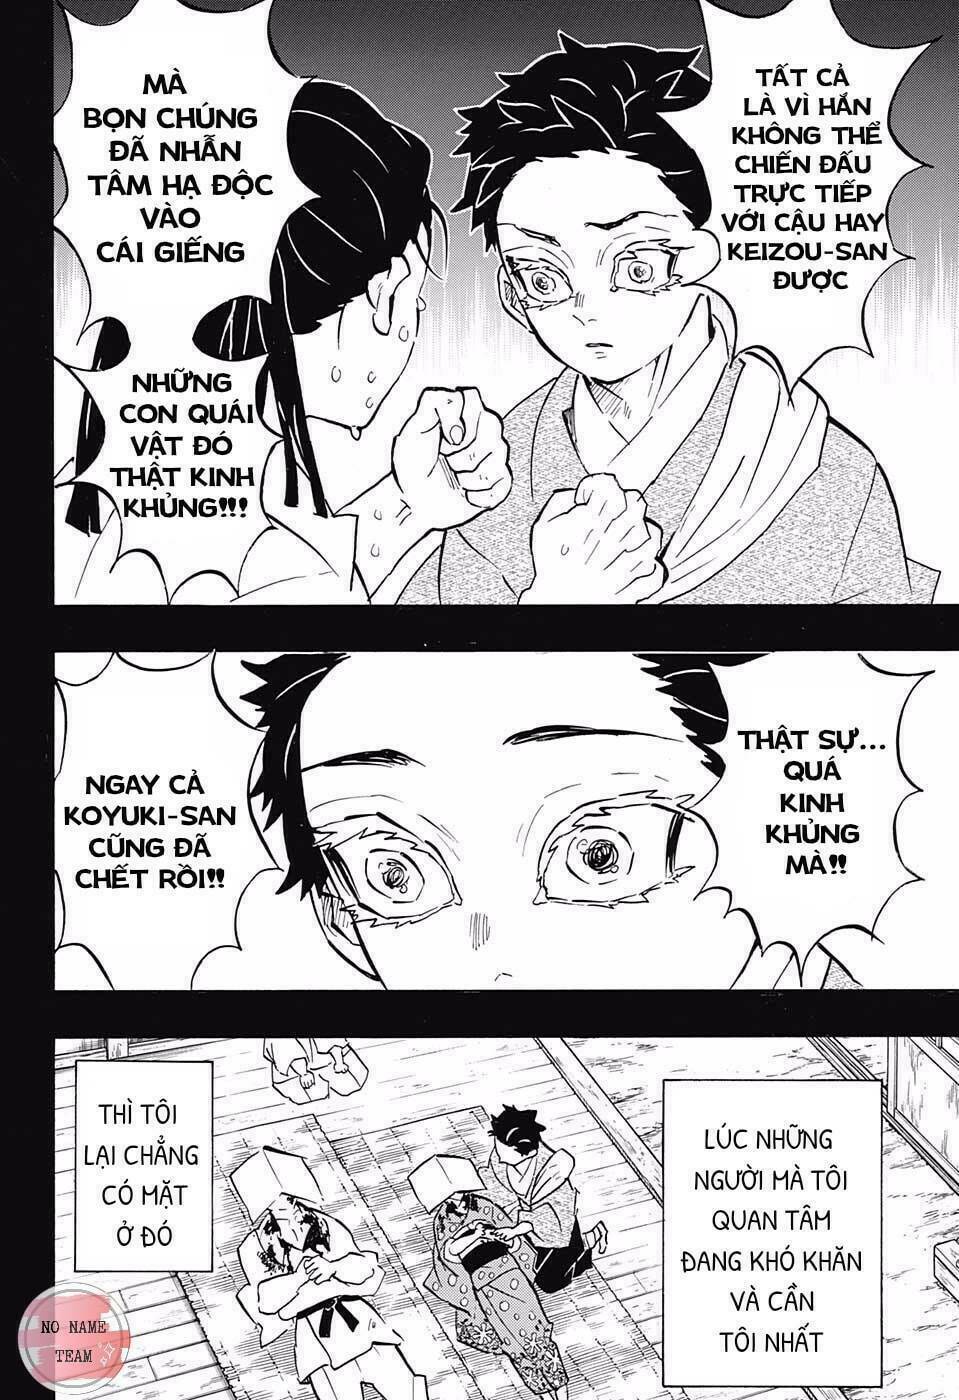 TẤT CẢ
LÀ VÌ HẮN
KHÔNG THỂ
CHIẾN ĐẤU
TRỰC TIẾP
VỚI CẬU HAY
KEIZOU-SAN
ĐƯỢC
MÀ
BỌN CHÚNG
ĐÃ NHẪN
TÂM HẠ ĐỘC
VÀO
CÁI GIẾNG
NHỮNG
CON QUÁI
VẬT ĐÓ
THẬT KINH
KHỦNG!!!
THẬT SỰ...
QUÁ
KINH
KHỦNG
MÀ!!
NGAY CẢ
KOYUKI-SAN
CŨNG ĐÃ
CHẾT RỒI!!
LÚC NHỮNG
NGƯỜI MÀ TÔI
QUAN TÂM
ĐANG KHÓ KHĂN
VÀ CẦN
TÔI NHẤT
THÌ TÔI
LẠI CHẲNG
CÓ MẶT
Ở ĐÓ
NO NAME
TEAM